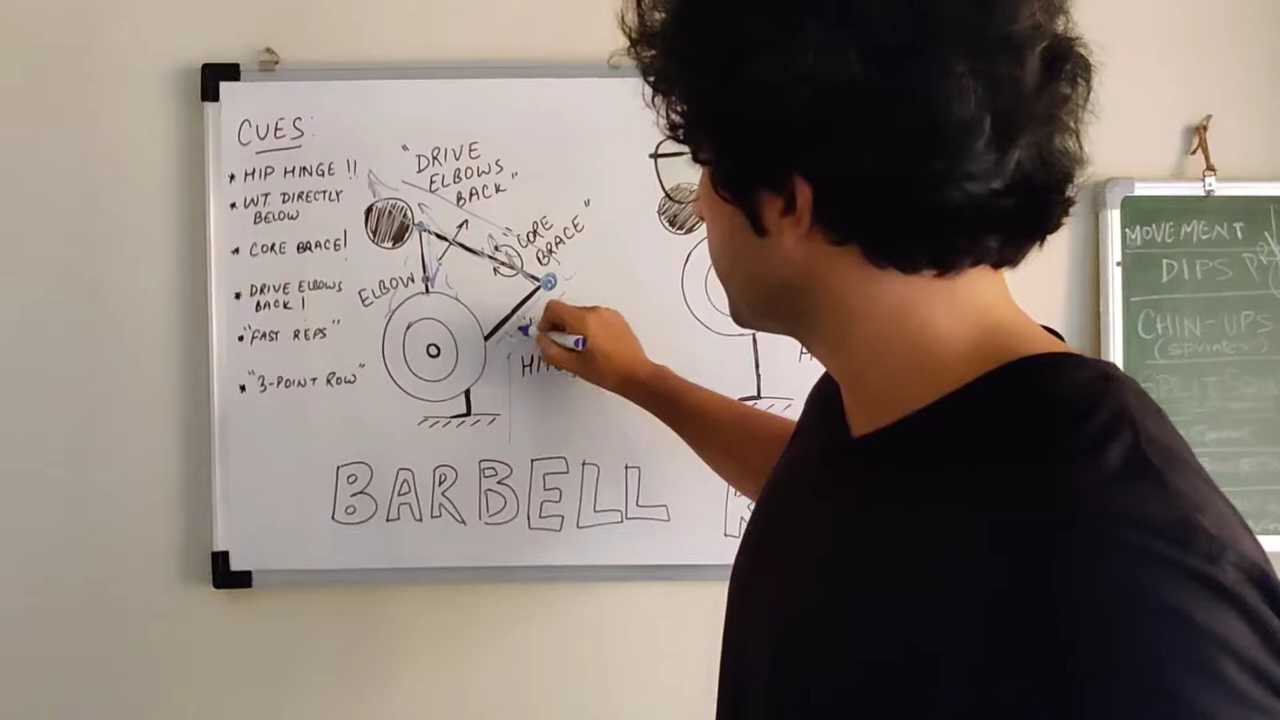 CUES:
* HIP HINGE !!
* WT. DIRECTLY
BELOW
* CORE BRACE!
* DRIVE ELBOWS
BACK!
* "FAST REPS"
* "3-POINT ROW"
"DRIVE
ELBOWS
BACK"
"CORE
BRACE"
ELBOW
BARBELL
MOVEMENT
DIPS
CHIN-UPS
(sprinters)